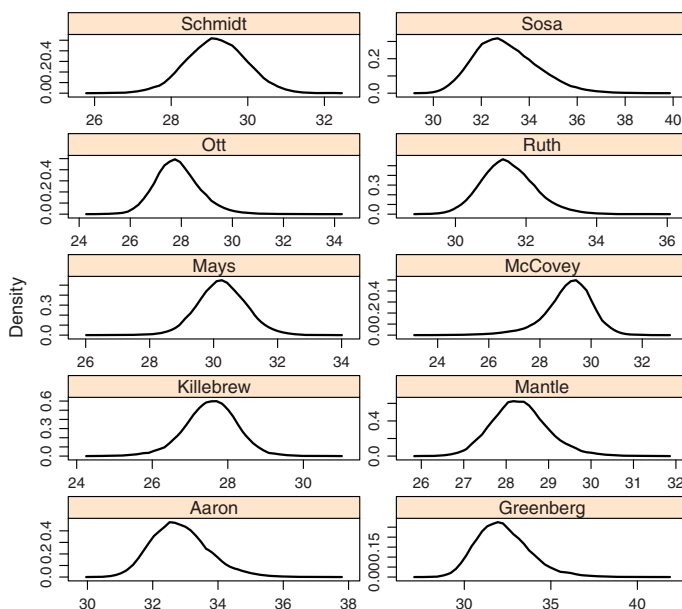 Schmidt
0.0 0.2 0.4
26 28 30 32
Sosa
0.0 0.2
30 32 34 36 38 40
Ott
0.0 0.2 0.4
24 26 28 30 32 34
Ruth
0.0 0.3
30 32 34 36
Mays
0.0 0.3
26 28 30 32 34
McCovey
0.0 0.2 0.4
24 26 28 30 32
Density
Killebrew
0.0 0.3 0.6
24 26 28 30
Mantle
0.0 0.4
26 27 28 29 30 31 32
Aaron
0.0 0.2 0.4
30 32 34 36 38
Greenberg
0.00 0.15
30 35 40